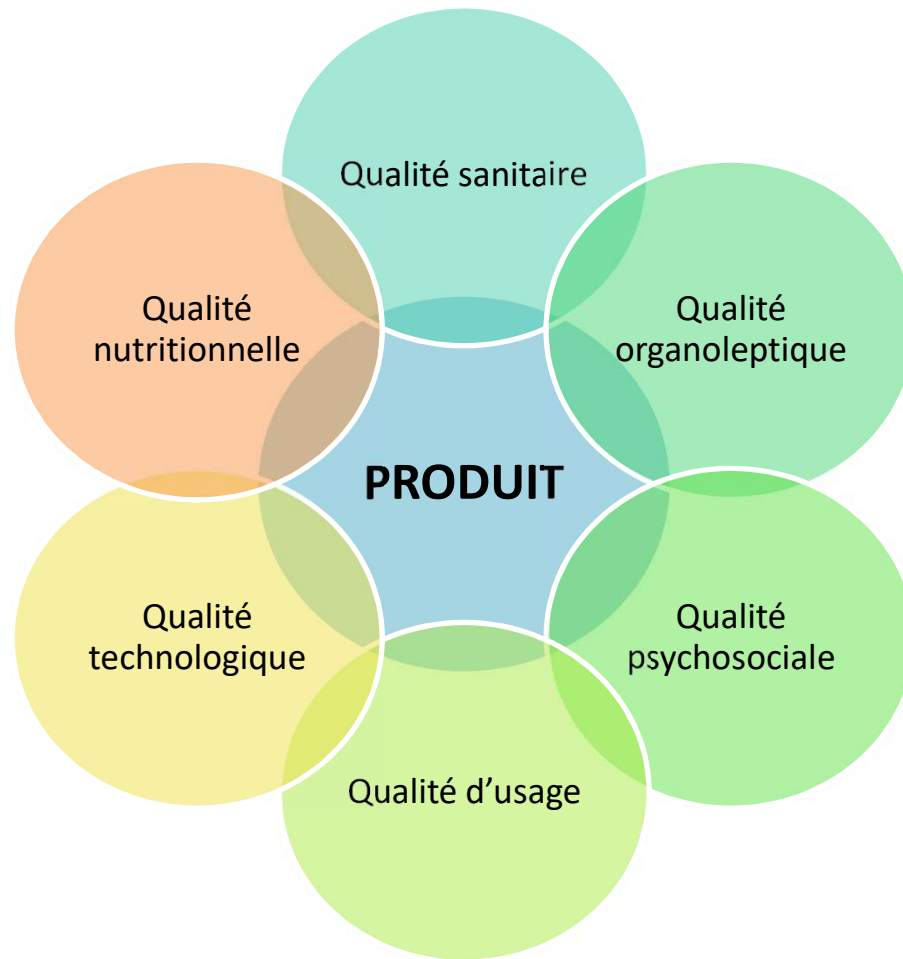 Qualité sanitaire
Qualité
organoleptique
Qualité
psychosociale
Qualité d’usage
Qualité
technologique
Qualité
nutritionnelle
PRODUIT